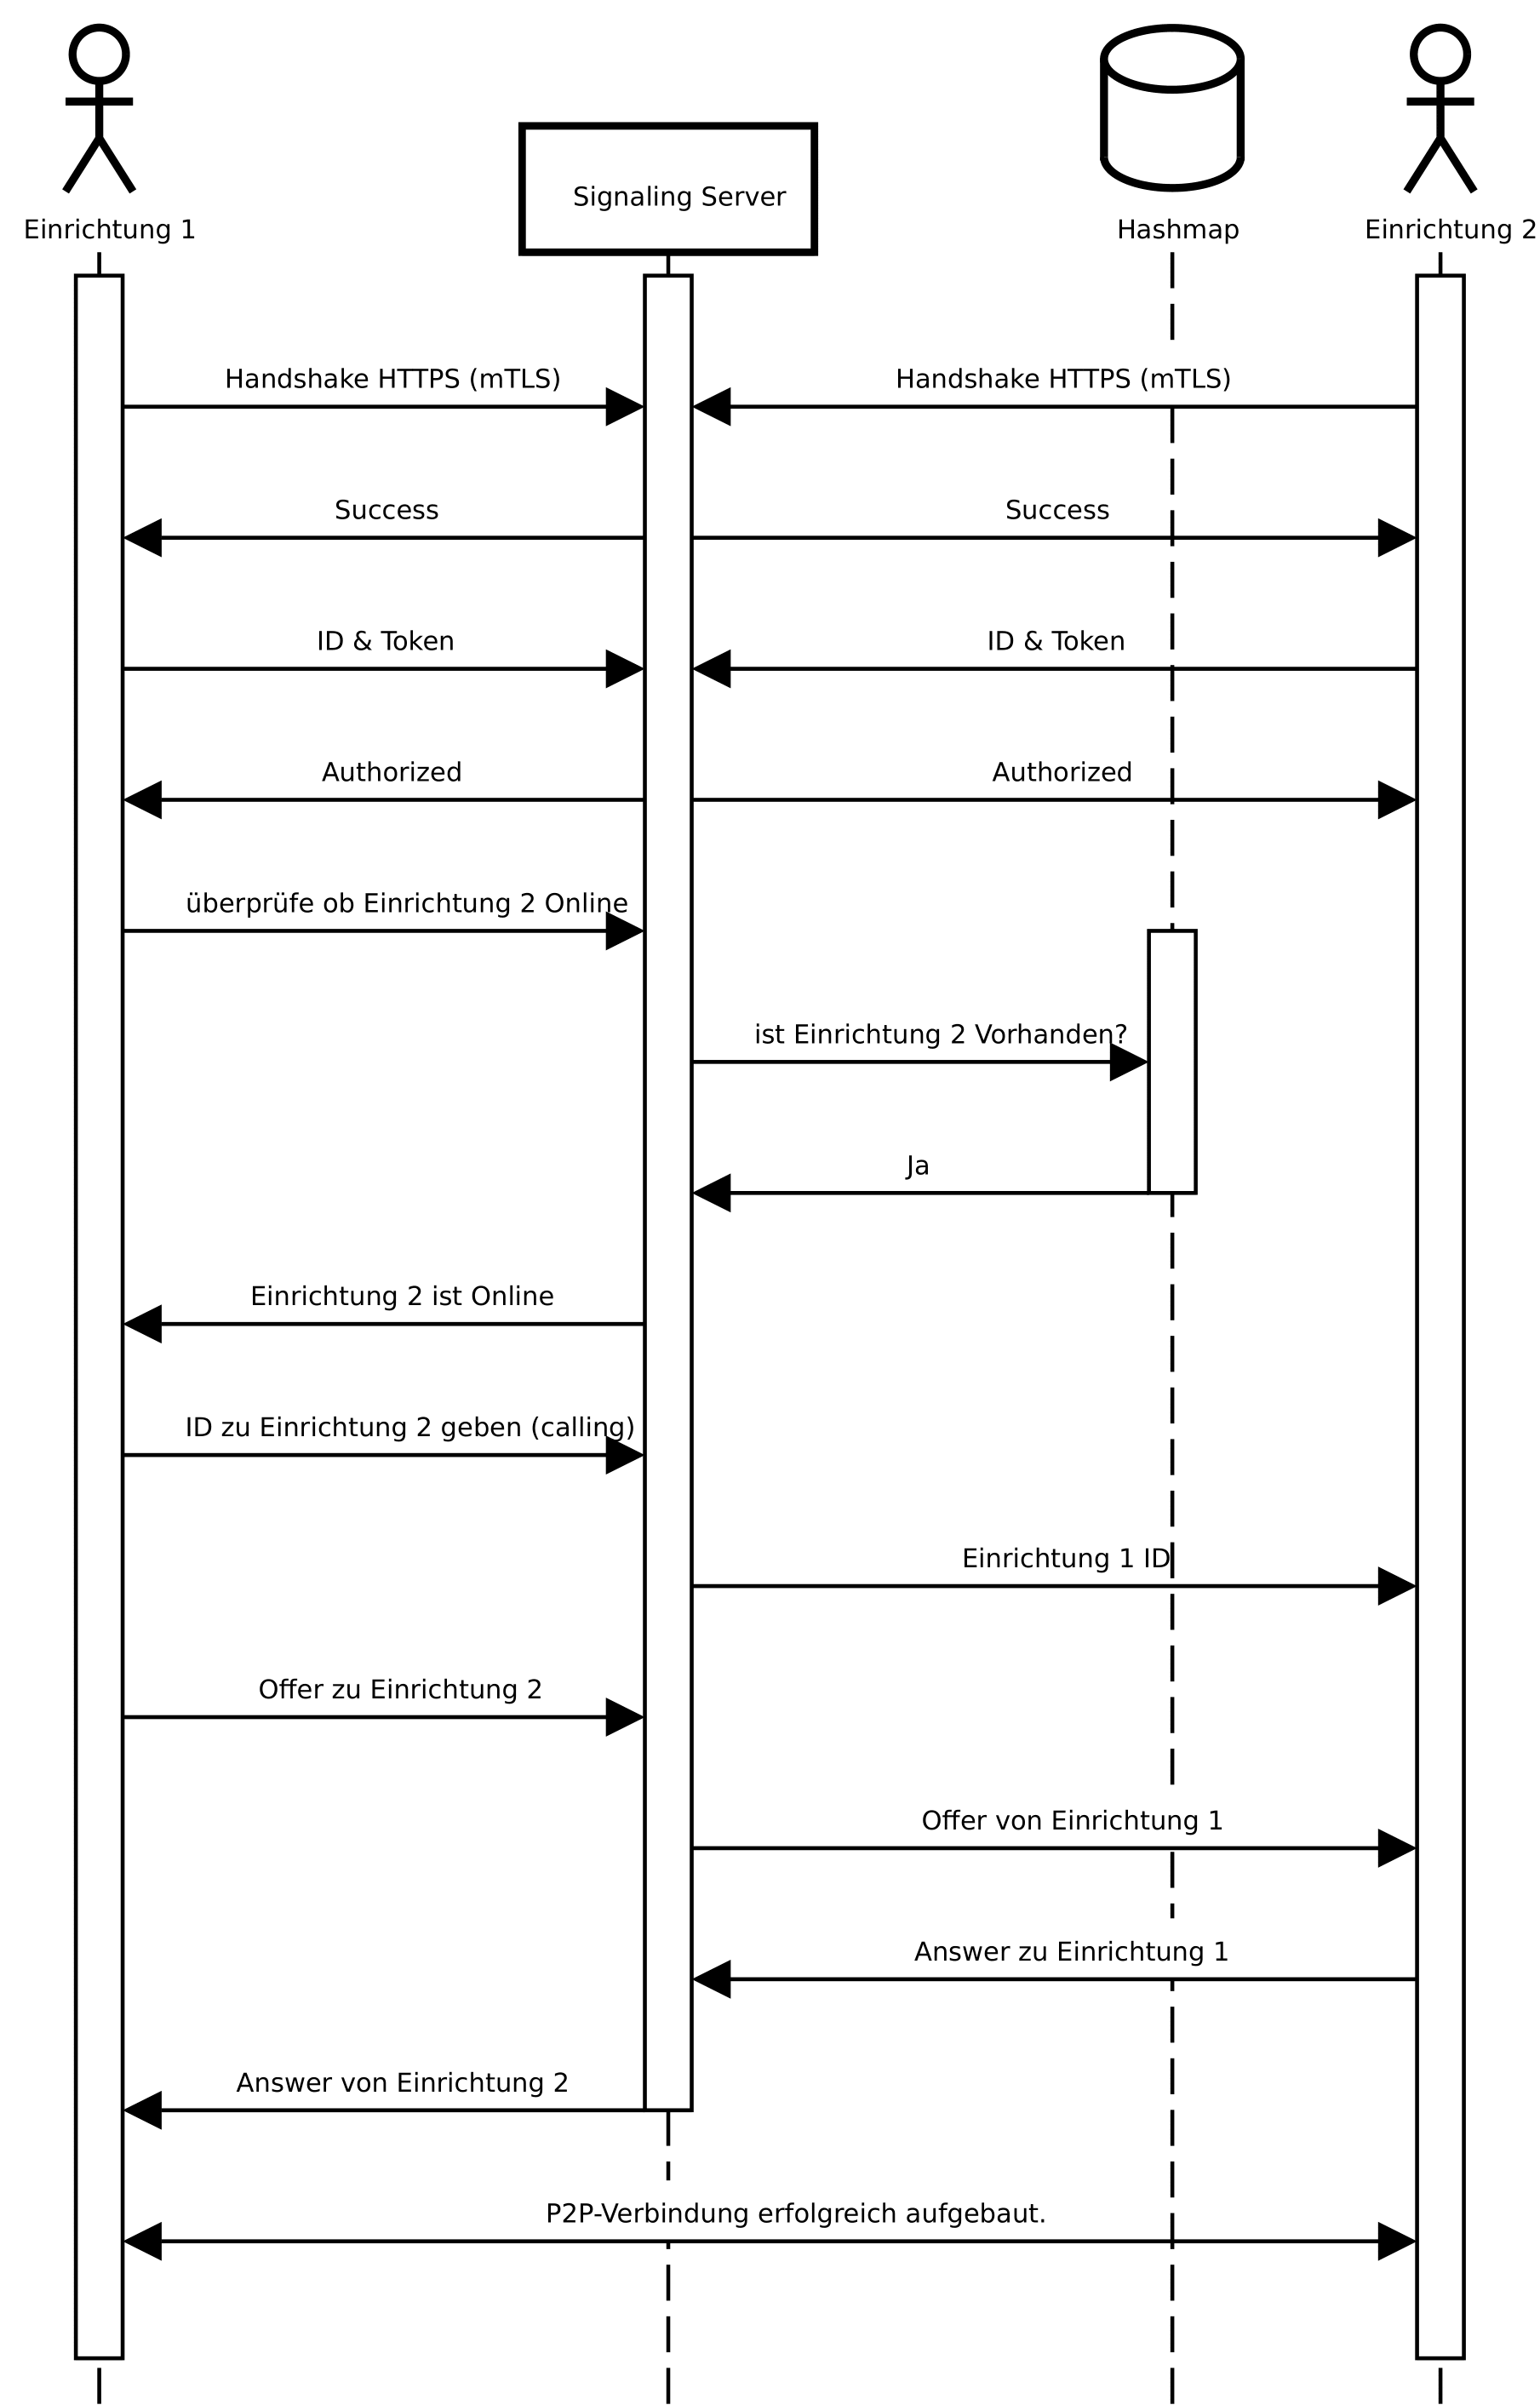 Signaling Server
Einrichtung 1
Hashmap
Einrichtung 2
Handshake HTTPS (mTLS)
Handshake HTTPS (mTLS)
Success
Success
ID & Token
ID & Token
Authorized
Authorized
überprüfe ob Einrichtung 2 Online
ist Einrichtung 2 Vorhanden?
Ja
Einrichtung 2 ist Online
ID zu Einrichtung 2 geben (calling)
Einrichtung 1 ID
Offer zu Einrichtung 2
Offer von Einrichtung 1
Answer zu Einrichtung 1
Answer von Einrichtung 2
P2P-Verbindung erfolgreich aufgebaut.